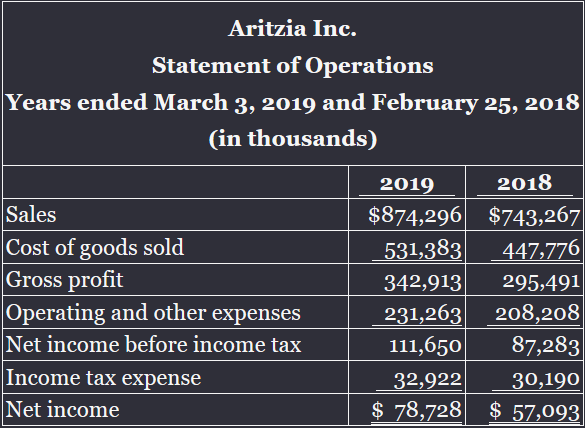 Aritzia Inc.
Statement of Operations
Years ended March 3, 2019 and February 25, 2018
(in thousands)
2019 2018
Sales $874,296 $743,267
Cost of goods sold 531,383 447,776
Gross profit 342,913 295,491
Operating and other expenses 231,263 208,208
Net income before income tax 111,650 87,283
Income tax expense 32,922 30,190
Net income $ 78,728 $ 57,093